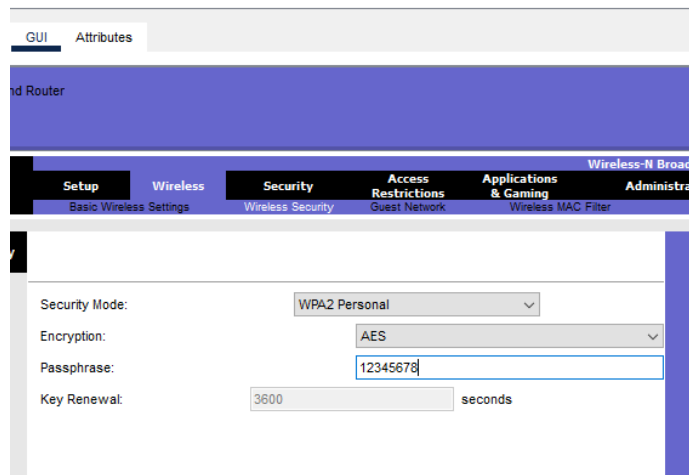 GUI Attributes
nd Router
Wireless-N Broad
Setup Wireless Security Access Restrictions Applications & Gaming Administra
Basic Wireless Settings Wireless Security Guest Network Wireless MAC Filter
y
Security Mode: WPA2 Personal
Encryption: AES
Passphrase: 12345678
Key Renewal: 3600 seconds